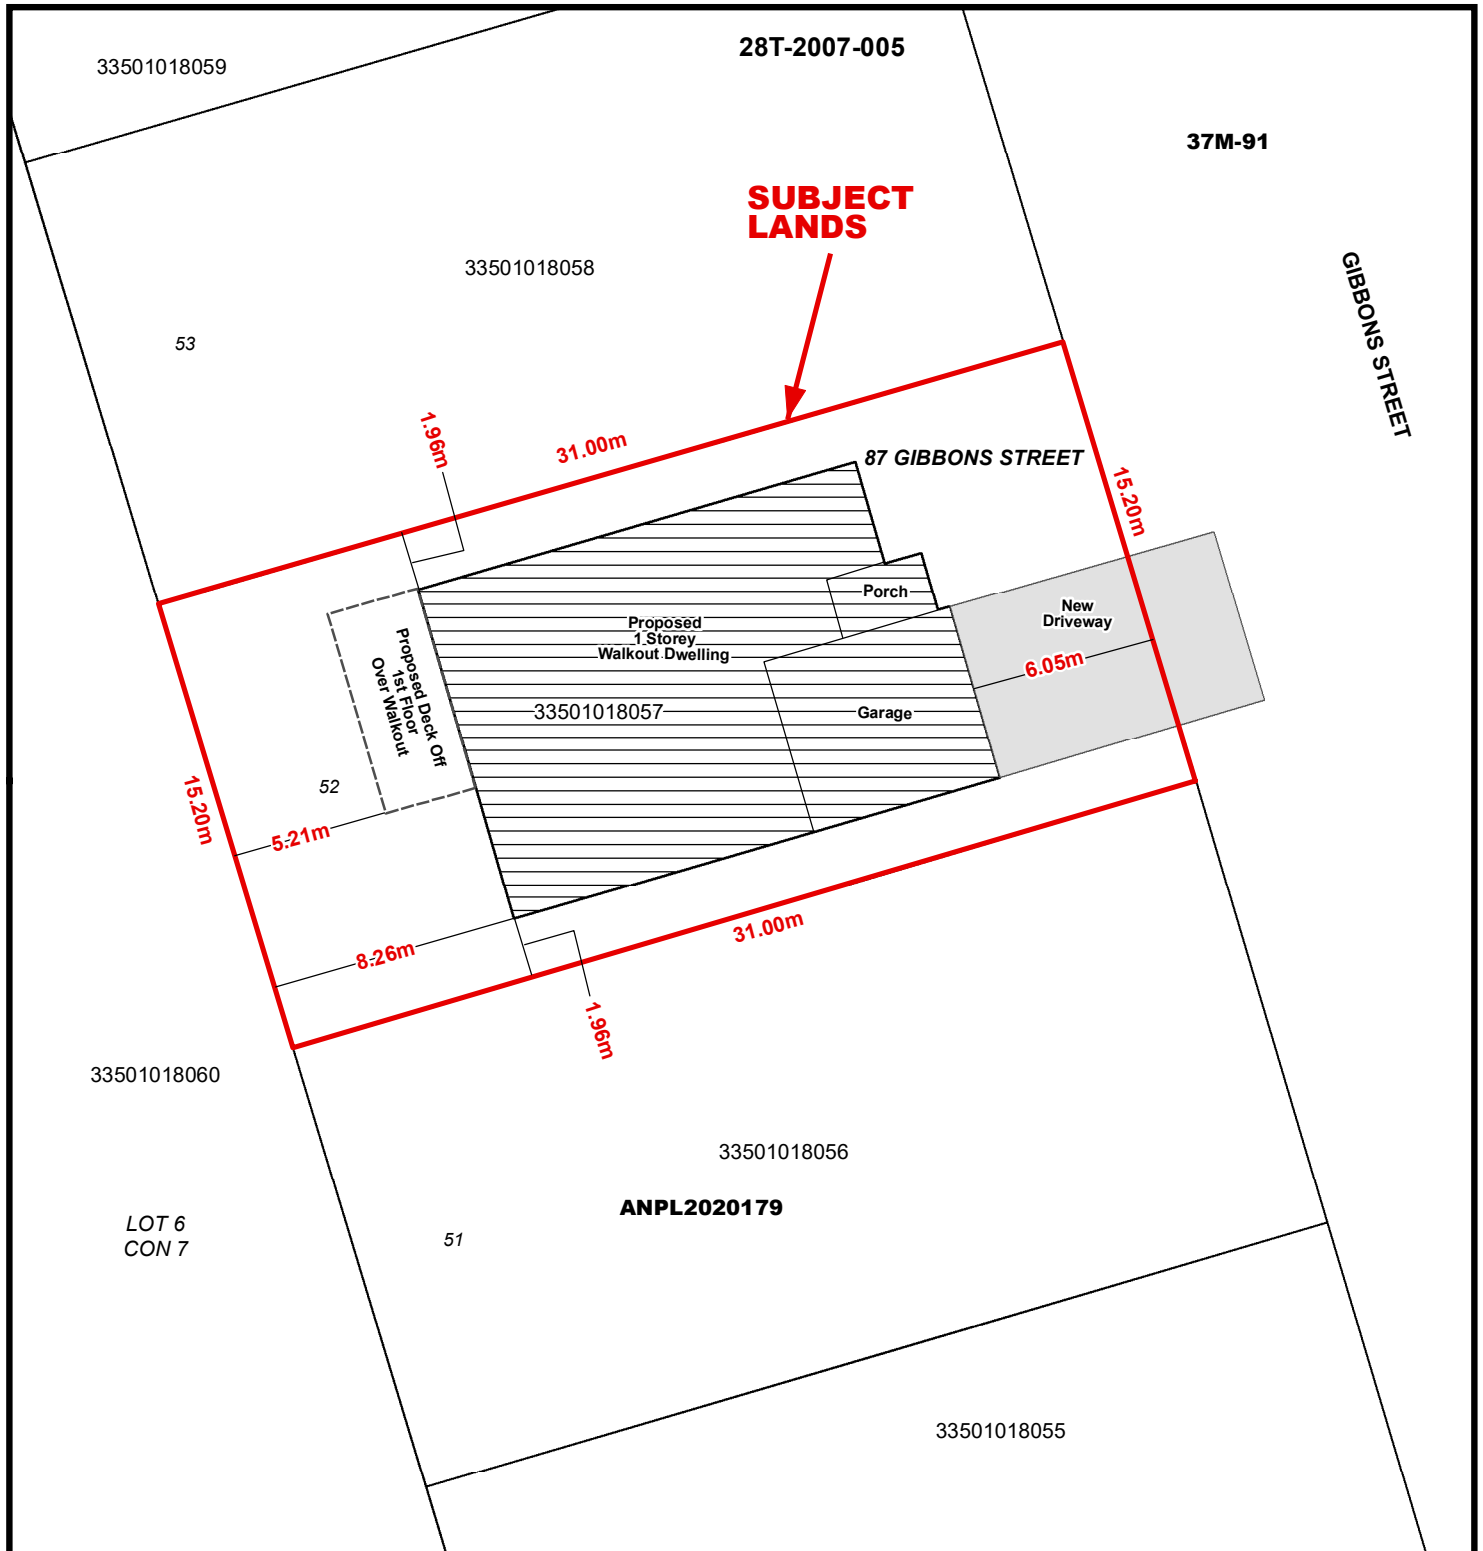 28T-2007-005
33501018059
37M-91
SUBJECT
LANDS
33501018058
GIBBONS STREET
53
1.96m
31.00m
87 GIBBONS STREET
15.20m
Porch
New
Driveway
Proposed
1 Storey
Walkout Dwelling
6.05m
Proposed Deck Off
1st Floor
Over Walkout
33501018057
Garage
52
15.20m
5.21m
31.00m
8.26m
1.96m
33501018060
33501018056
ANPL2020179
LOT 6
CON 7
51
33501018055